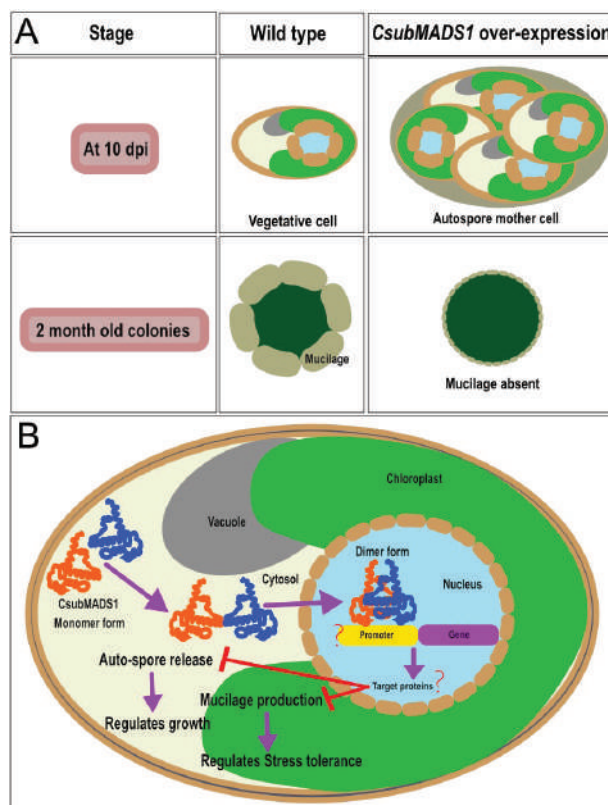 A
Stage
Wild type
CsubMADS1 over-expression
At 10 dpi
Vegetative cell
Autospore mother cell
2 month old colonies
Mucilage
Mucilage absent
B
Chloroplast
Vacuole
Dimer form
Cytosol
Nucleus
CsubMADS1
Monomer form
? Promoter Gene
Auto-spore release
Target proteins ?
Mucilage production
Regulates growth
Regulates Stress tolerance